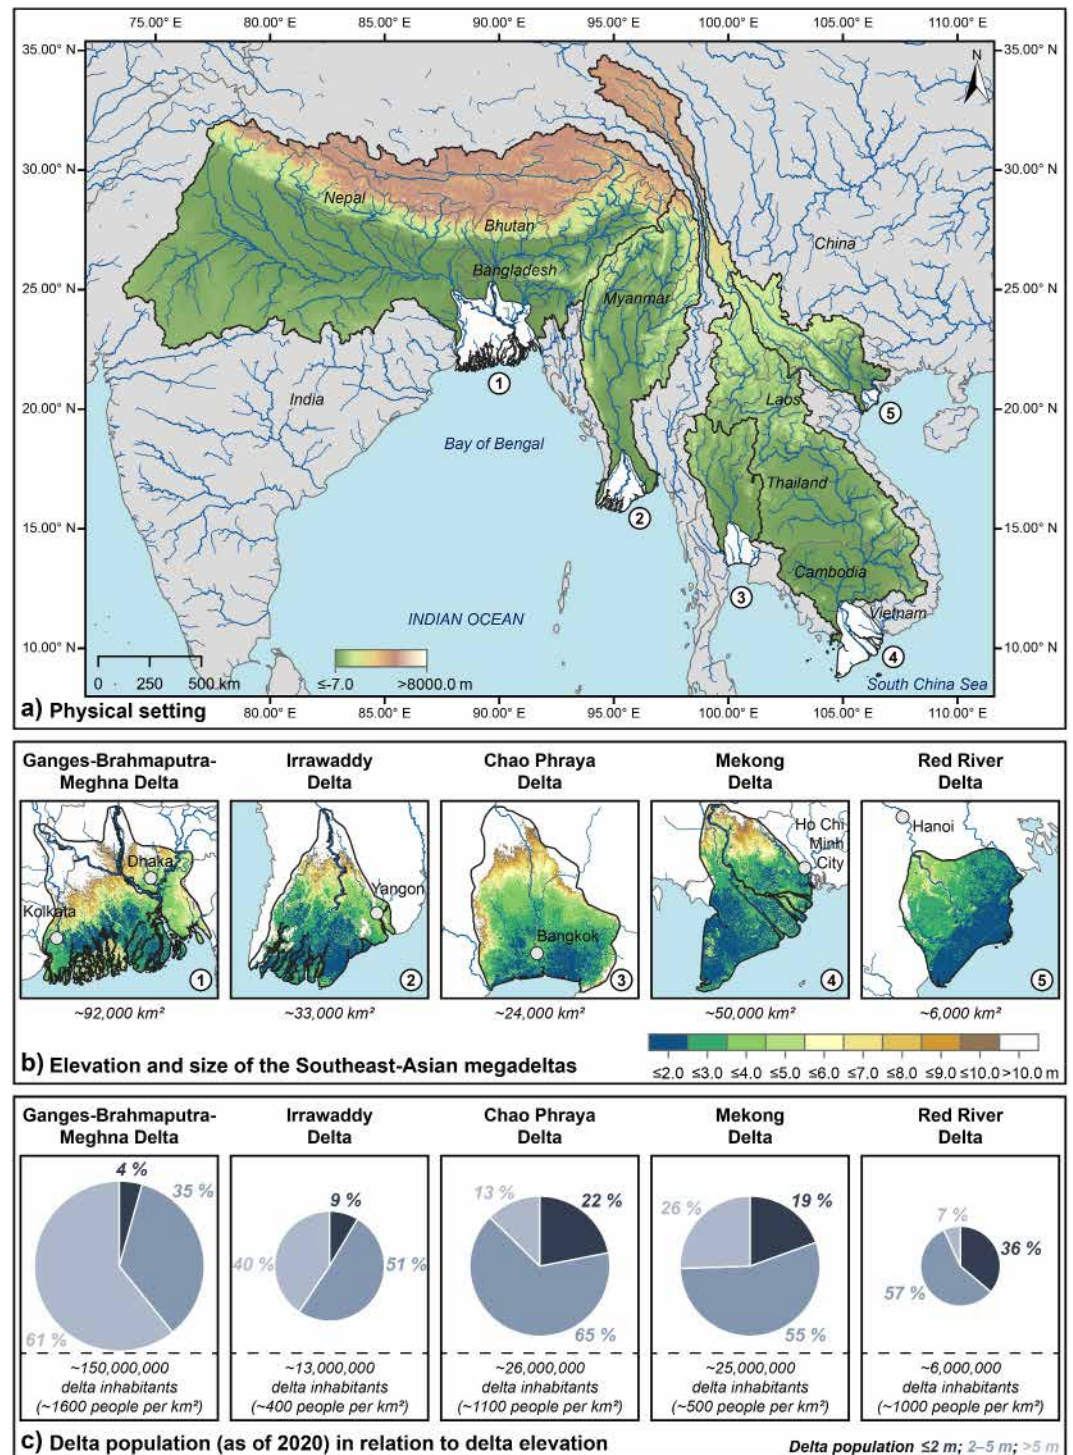 75.00° E 80.00° E 85.00° E 90.00° E 95.00° E 100.00° E 105.00° E 110.00° E
35.00° N 35.00° N
N
30.00° N 30.00° N
Nepal
Bhutan
China
Bangladesh
25.00° N 25.00° N
Myanmar
1
India
Laos
20.00° N 5 20.00° N
Bay of Bengal
Thailand
2
15.00° N 15.00° N
Cambodia
3
INDIAN OCEAN
Vietnam
10.00° N 4 10.00° N
0 250 500 km
≤-7.0 >8000.0 m
South China Sea
a) Physical setting
80.00° E 85.00° E 90.00° E 95.00° E 100.00° E 105.00° E 110.00° E
Ganges-Brahmaputra- Irrawaddy Chao Phraya Mekong Red River
Meghna Delta Delta Delta Delta Delta
Ho Chi
Hanoi
Minh
Dhaka
City
Yangon
Kolkata
Bangkok
1 2 3 4 5
~92,000 km² ~33,000 km² ~24,000 km² ~50,000 km² ~6,000 km²
b) Elevation and size of the Southeast-Asian megadeltas
≤2.0 ≤3.0 ≤4.0 ≤5.0 ≤6.0 ≤7.0 ≤8.0 ≤9.0 ≤10.0 >10.0 m
Ganges-Brahmaputra- Irrawaddy Chao Phraya Mekong Red River
Meghna Delta Delta Delta Delta Delta
4 % 35 % 61 %
9 % 51 % 40 %
22 % 65 % 13 %
19 % 55 % 26 %
36 % 57 % 7 %
~150,000,000 ~13,000,000 ~26,000,000 ~25,000,000 ~6,000,000
delta inhabitants delta inhabitants delta inhabitants delta inhabitants delta inhabitants
(~1600 people per km²) (~400 people per km²) (~1100 people per km²) (~500 people per km²) (~1000 people per km²)
c) Delta population (as of 2020) in relation to delta elevation
Delta population ≤2 m; 2–5 m; >5 m